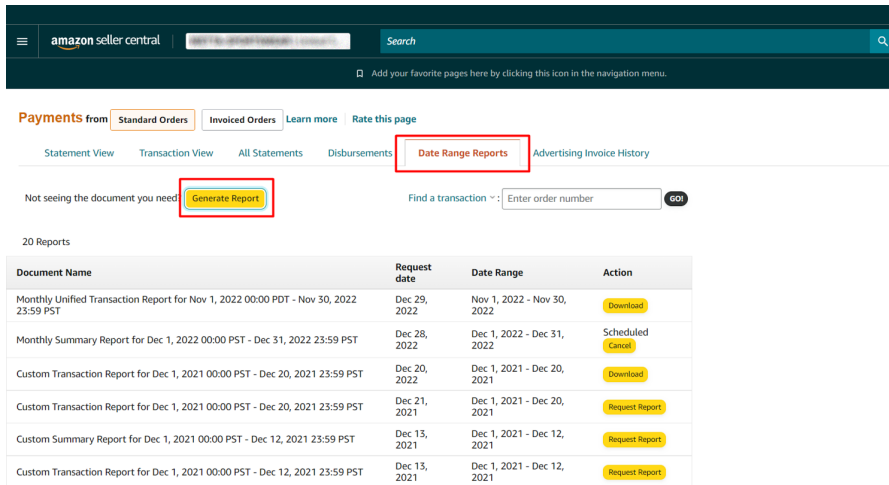 amazon seller central
Search
Add your favorite pages here by clicking this icon in the navigation menu.
Payments from Standard Orders Invoiced Orders Learn more Rate this page
Statement View Transaction View All Statements Disbursements Date Range Reports Advertising Invoice History
Not seeing the document you need? Generate Report Find a transaction : Enter order number GO!
20 Reports
Document Name Request date Date Range Action
Monthly Unified Transaction Report for Nov 1, 2022 00:00 PDT - Nov 30, 2022 23:59 PST Dec 29, 2022 Nov 1, 2022 - Nov 30, 2022 Download
Monthly Summary Report for Dec 1, 2022 00:00 PST - Dec 31, 2022 23:59 PST Dec 28, 2022 Dec 1, 2022 - Dec 31, 2022 Scheduled Cancel
Custom Transaction Report for Dec 1, 2021 00:00 PST - Dec 20, 2021 23:59 PST Dec 20, 2022 Dec 1, 2021 - Dec 20, 2021 Download
Custom Transaction Report for Dec 1, 2021 00:00 PST - Dec 20, 2021 23:59 PST Dec 21, 2021 Dec 1, 2021 - Dec 20, 2021 Request Report
Custom Summary Report for Dec 1, 2021 00:00 PST - Dec 12, 2021 23:59 PST Dec 13, 2021 Dec 1, 2021 - Dec 12, 2021 Request Report
Custom Transaction Report for Dec 1, 2021 00:00 PST - Dec 12, 2021 23:59 PST Dec 13, 2021 Dec 1, 2021 - Dec 12, 2021 Request Report